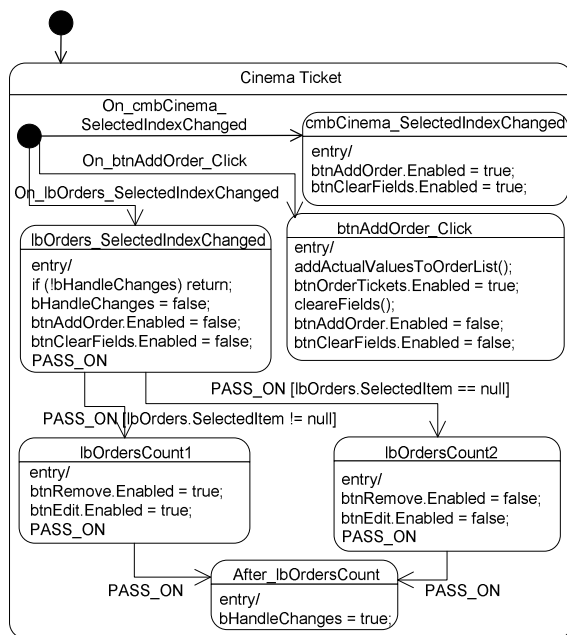 Cinema Ticket
On_cmbCinema_
SelectedIndexChanged
cmbCinema_SelectedIndexChanged
entry/
btnAddOrder.Enabled = true;
btnClearFields.Enabled = true;
On_btnAddOrder_Click
On_lbOrders_SelectedIndexChanged
lbOrders_SelectedIndexChanged
entry/
if (!bHandleChanges) return;
bHandleChanges = false;
btnAddOrder.Enabled = false;
btnClearFields.Enabled = false;
PASS_ON
btnAddOrder_Click
entry/
addActualValuesToOrderList();
btnOrderTickets.Enabled = true;
cleareFields();
btnAddOrder.Enabled = false;
btnClearFields.Enabled = false;
PASS_ON [lbOrders.SelectedItem == null]
PASS_ON [lbOrders.SelectedItem != null]
lbOrdersCount1
entry/
btnRemove.Enabled = true;
btnEdit.Enabled = true;
PASS_ON
lbOrdersCount2
entry/
btnRemove.Enabled = false;
btnEdit.Enabled = false;
PASS_ON
PASS_ON
After_lbOrdersCount
entry/
bHandleChanges = true;
PASS_ON